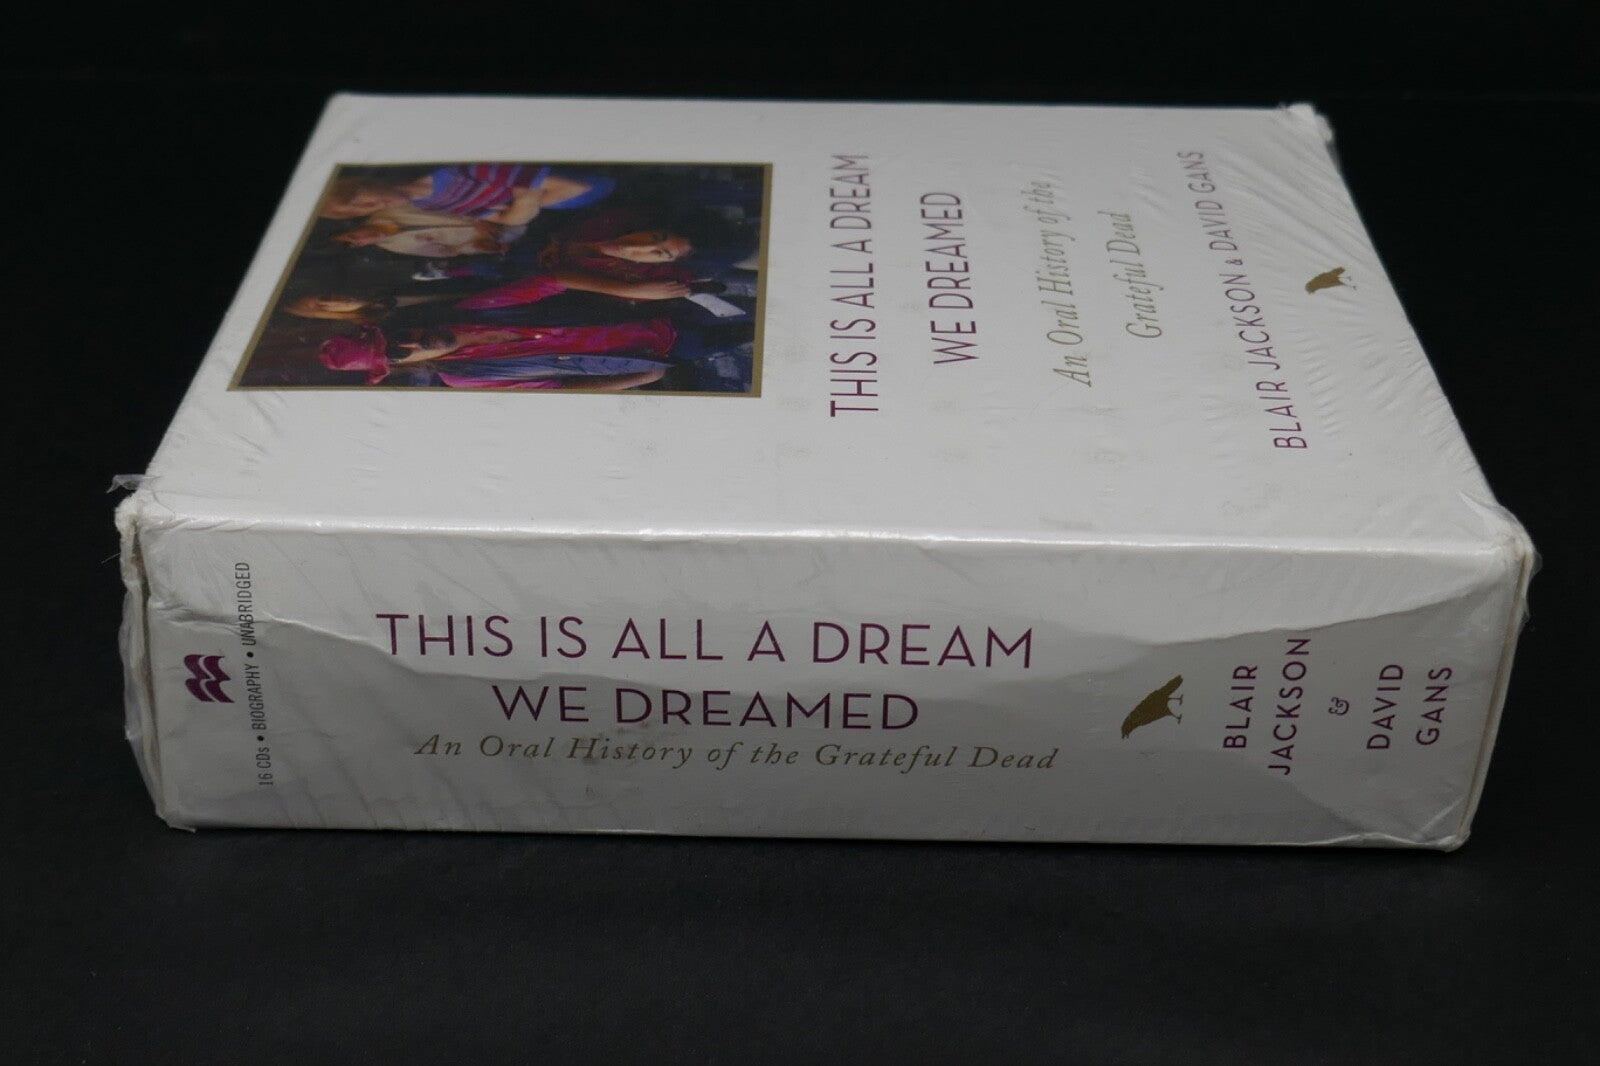 THIS IS ALL A DREAM
WE DREAMED
An Oral History of the
Grateful Dead
BLAIR JACKSON & DAVID GANS
16 CDs • BIOGRAPHY • UNABRIDGED
THIS IS ALL A DREAM
WE DREAMED
An Oral History of the Grateful Dead
BLAIR
JACKSON
&
DAVID
GANS